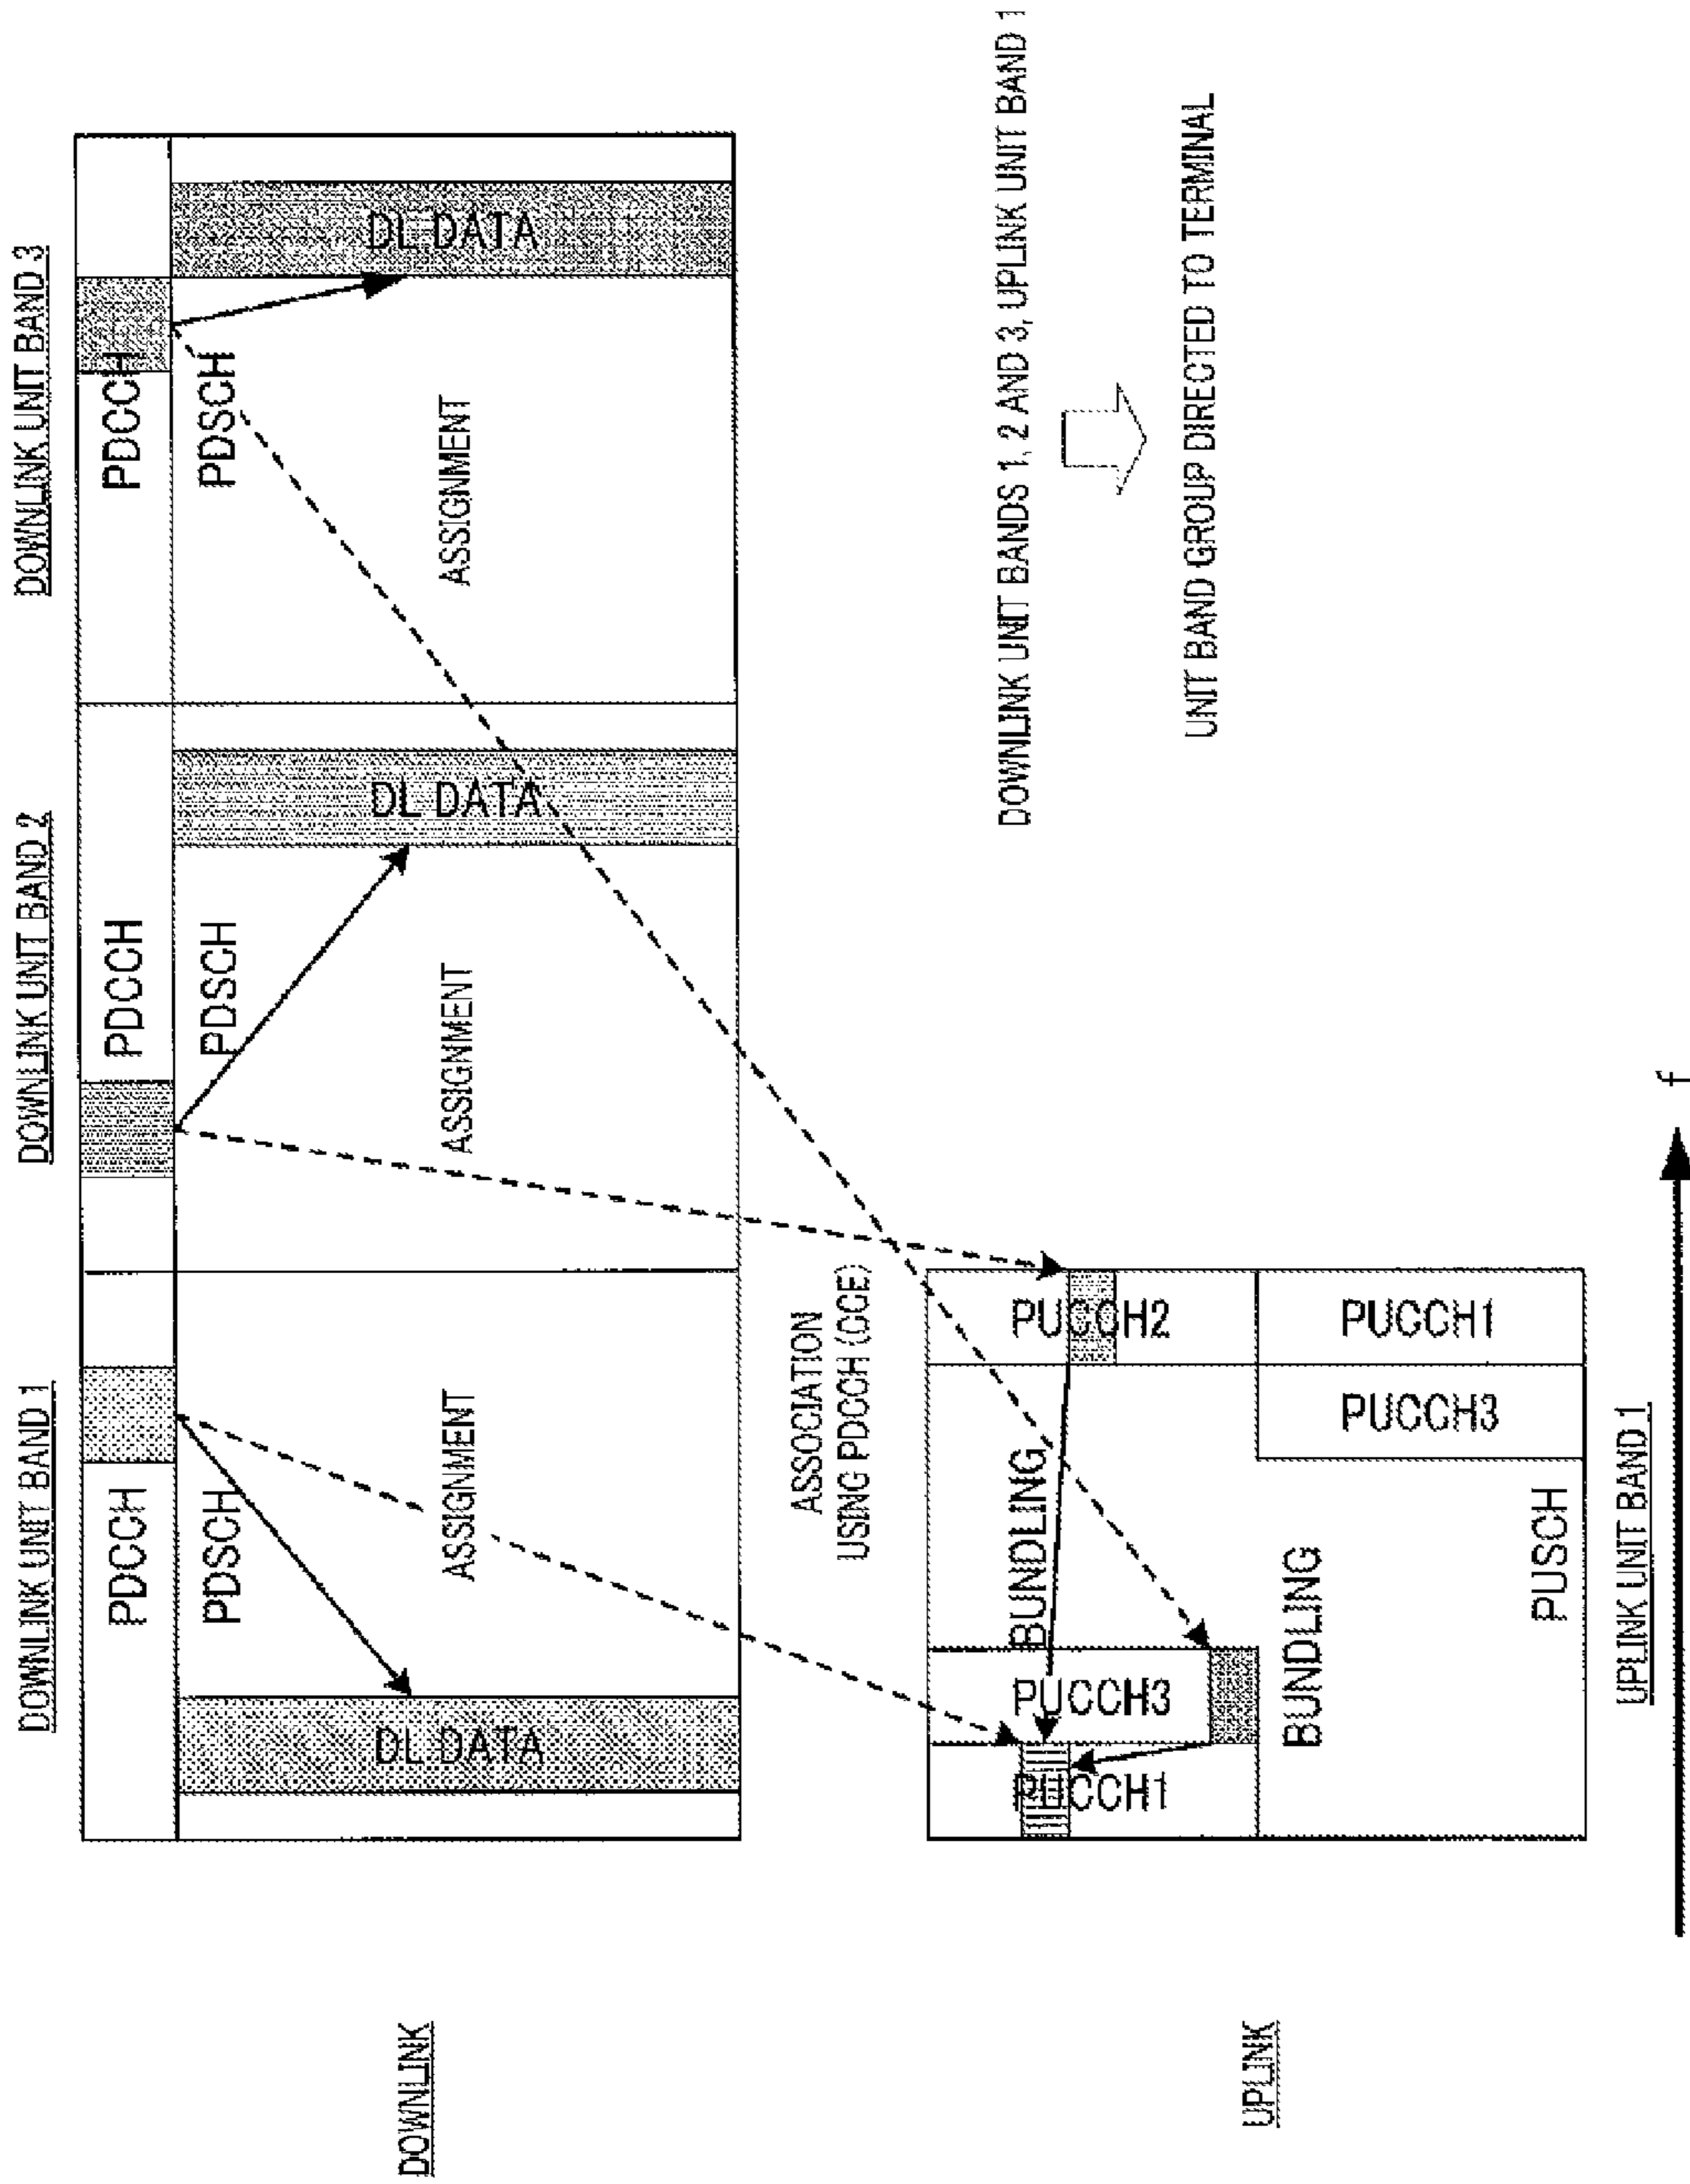 DOWNLINK UNIT BAND 1
DOWNLINK UNIT BAND 2
DOWNLINK UNIT BAND 3
DOWNLINK
PDCCH
PDCCH
PDCCH
PDSCH
PDSCH
PDSCH
DL DATA
ASSIGNMENT
ASSIGNMENT
DL DATA
ASSIGNMENT
DL DATA
ASSOCIATION
USING PDCCH (CCE)
UPLINK
PUCCH1
PUCCH3
BUNDLING
PUCCH2
BUNDLING
PUCCH3
PUCCH1
PUSCH
UPLINK UNIT BAND 1
f
DOWNLINK UNIT BANDS 1, 2 AND 3, UPLINK UNIT BAND 1
UNIT BAND GROUP DIRECTED TO TERMINAL